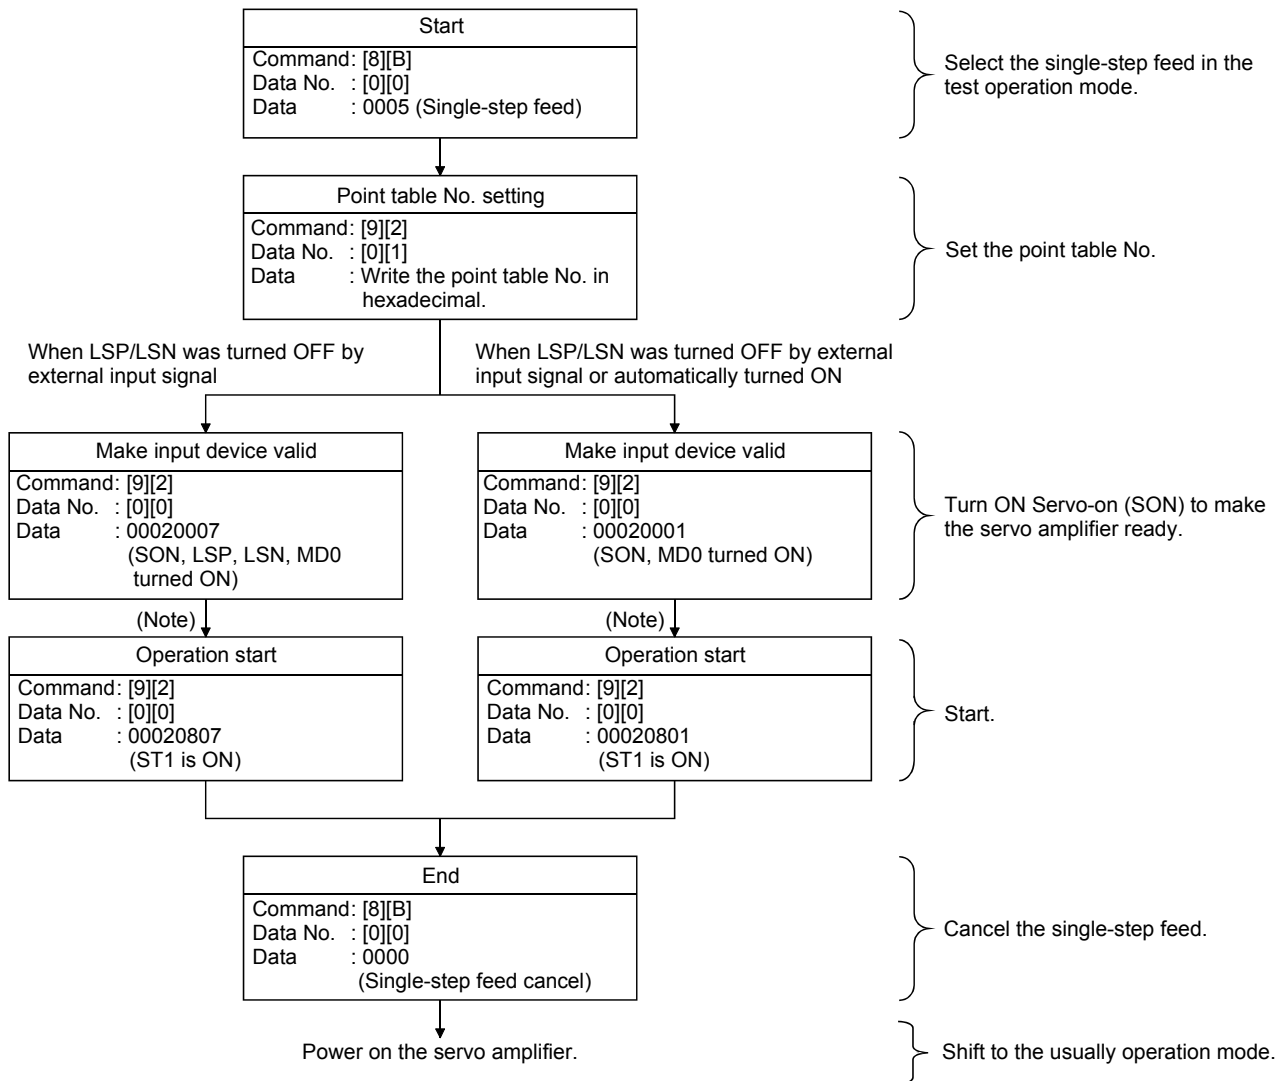 Start
Command: [8][B]
Data No. : [0][0]
Data : 0005 (Single-step feed)
Select the single-step feed in the
test operation mode.
Point table No. setting
Command: [9][2]
Data No. : [0][1]
Data : Write the point table No. in
hexadecimal.
Set the point table No.
When LSP/LSN was turned OFF by
external input signal
When LSP/LSN was turned OFF by external
input signal or automatically turned ON
Make input device valid
Command: [9][2]
Data No. : [0][0]
Data : 00020007
(SON, LSP, LSN, MD0
turned ON)
Make input device valid
Command: [9][2]
Data No. : [0][0]
Data : 00020001
(SON, MD0 turned ON)
Turn ON Servo-on (SON) to make
the servo amplifier ready.
(Note)
(Note)
Operation start
Command: [9][2]
Data No. : [0][0]
Data : 00020807
(ST1 is ON)
Operation start
Command: [9][2]
Data No. : [0][0]
Data : 00020801
(ST1 is ON)
Start.
End
Command: [8][B]
Data No. : [0][0]
Data : 0000
(Single-step feed cancel)
Cancel the single-step feed.
Power on the servo amplifier.
Shift to the usually operation mode.